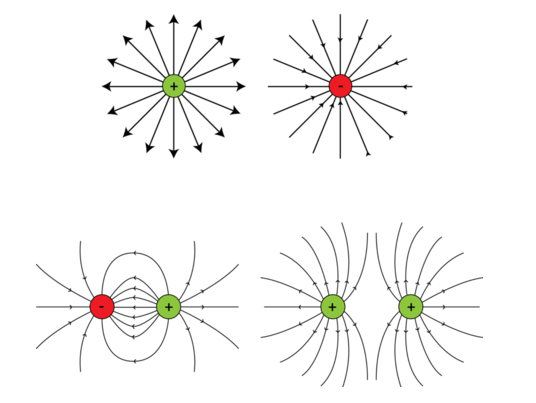 + -
- + + +